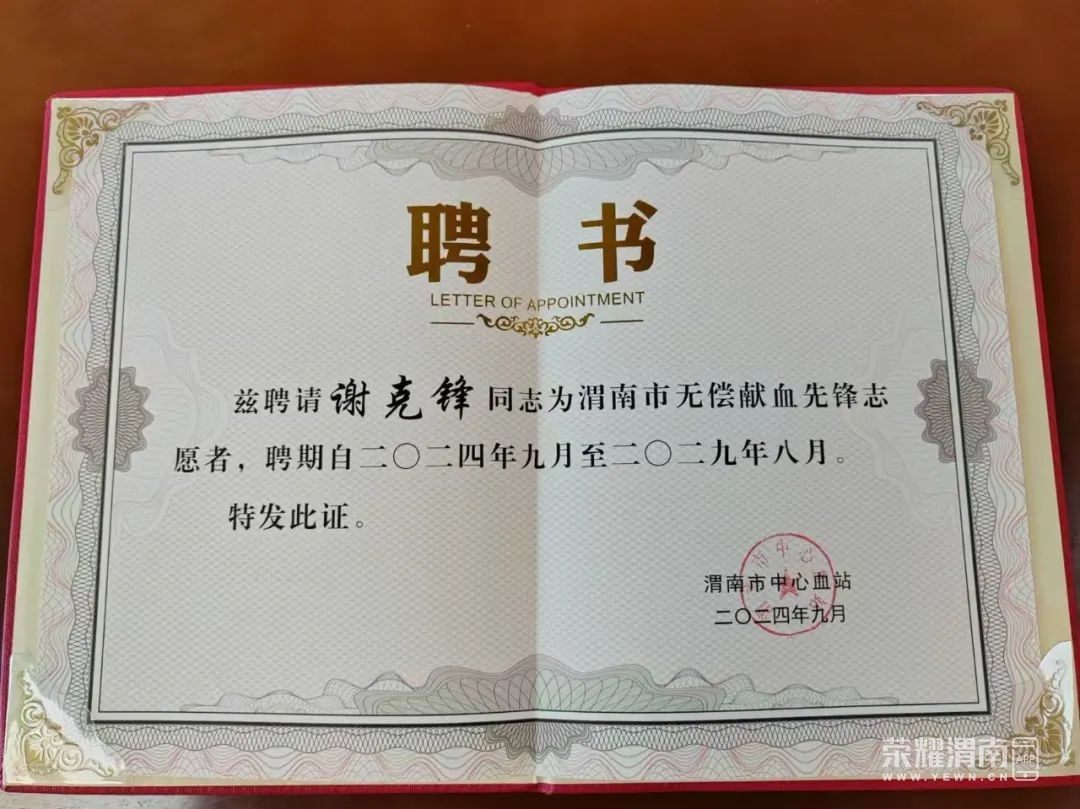 聘 书
LETTER OF APPOINTMENT
兹聘请谢克锋同志为渭南市无偿献血先锋志
愿者，聘期自二〇二四年九月至二〇二九年八月。
特发此证。
渭南市中心血站
二〇二四年九月
荣耀渭南 APP
WWW.YEWN.CN